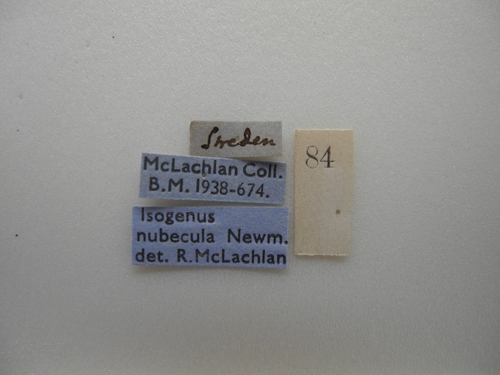 Sweden
McLachlan Coll.
B.M. 1938-674.
Isogenus
nubecula Newm.
det. R.McLachlan
84